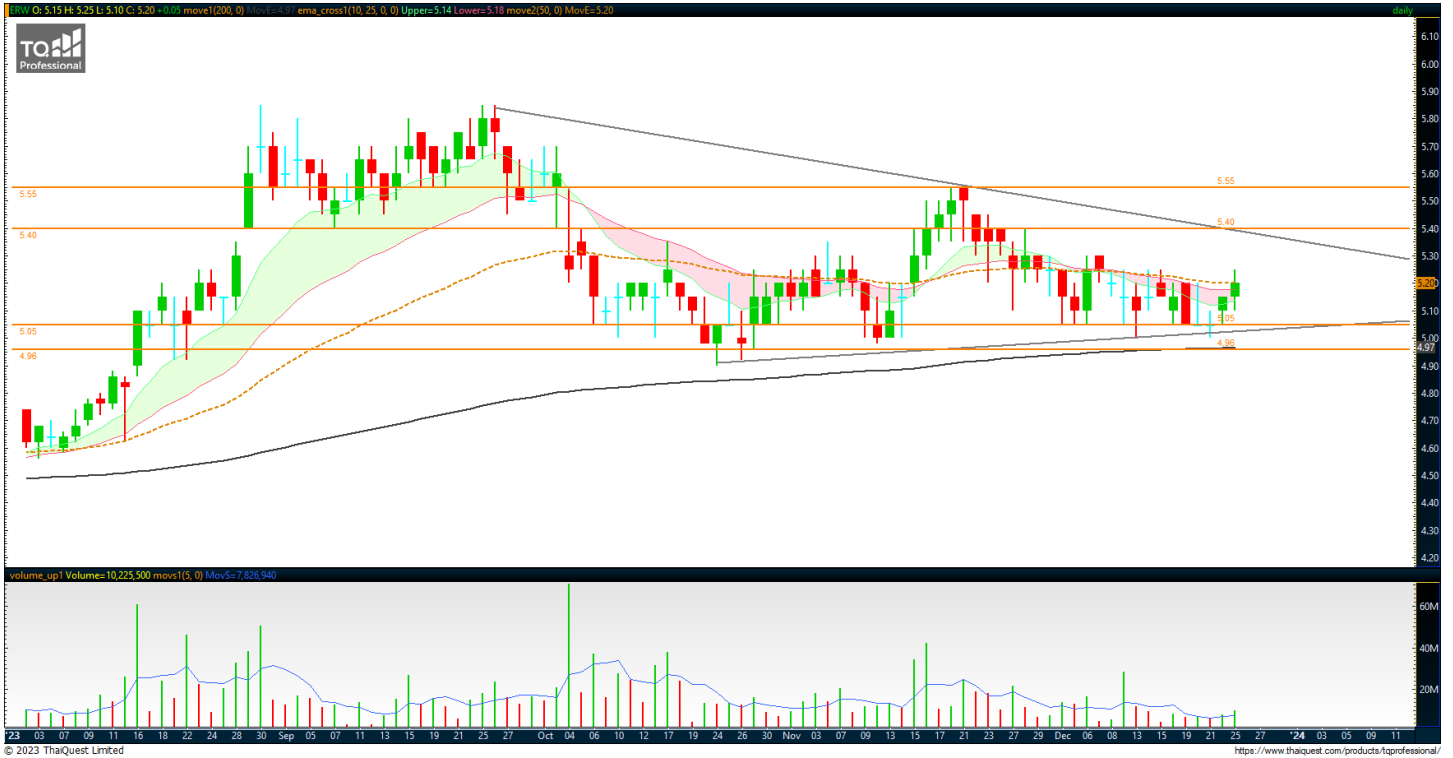 ERW O: 5.15 H: 5.25 L: 5.10 C: 5.20 +0.05 move1(200, 0) MovE=4.97 ema_cross1(10, 25, 0, 0) Upper=5.14 Lower=5.18 move2(50, 0) MovE=5.20 daily
TQ
Professional
6.10
6.00
5.90
5.80
5.70
5.60
5.55 5.55
5.50
5.40 5.40 5.40
5.30
5.20
5.10
5.05 5.05
5.00
4.96 4.96 4.97
4.90
4.80
4.70
4.60
4.50
4.40
4.30
4.20
volume_up1 Volume=10,225,500 movs1(5, 0) MovS=7,826,940
60M
40M
20M
'23 03 07 09 11 16 18 22 24 28 30 Sep 05 07 11 13 15 19 21 25 27 Oct 04 06 10 12 17 19 24 26 30 Nov 03 07 09 13 15 17 21 23 27 29 Dec 06 08 13 15 19 21 25 27 '24 03 05 09 11
© 2023 ThaiQuest Limited https://www.thaiquest.com/products/tqprofessional/